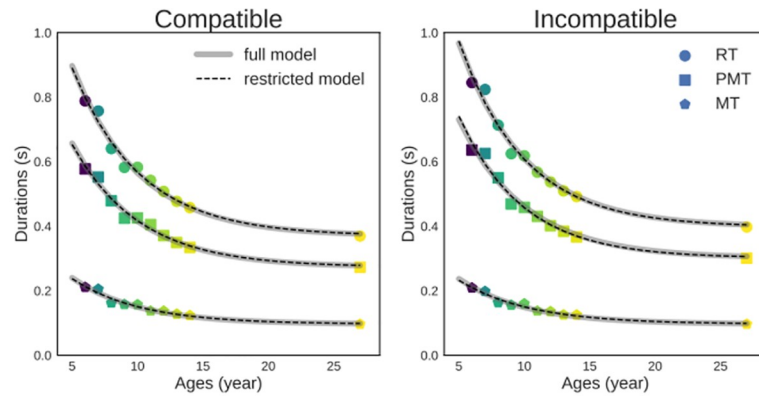 Compatible
Incompatible
1.0
0.8
0.6
0.4
0.2
0.0
Durations (s)
full model
restricted model
5
10
15
20
25
Ages (year)
1.0
0.8
0.6
0.4
0.2
0.0
Durations (s)
RT
PMT
MT
5
10
15
20
25
Ages (year)